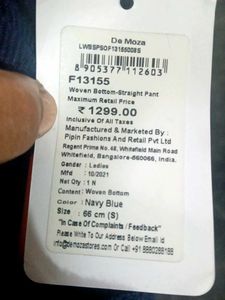 De Moza
LWSSPSOF13155008S
8 905377 112603
F13155
Woven Bottom-Straight Pant
Maximum Retail Price
₹ 1299.00
Inclusive Of All Taxes
Manufactured & Marketed By :
Pipin Fashions And Retail Pvt Ltd
Regent Prime No.48, Whitefield Main Road
Whitefield, Bangalore-560066, India.
Gender : Ladies
Mfd : 10/2021
Net Qty : 1 N
Content : Woven Bottom
Color : Navy Blue
Size : 66 cm (S)
"In Case Of Complaints / Feedback"
Please Write To Our Address Below Email Id
info@demozastores.com Or Call +91 8880288188